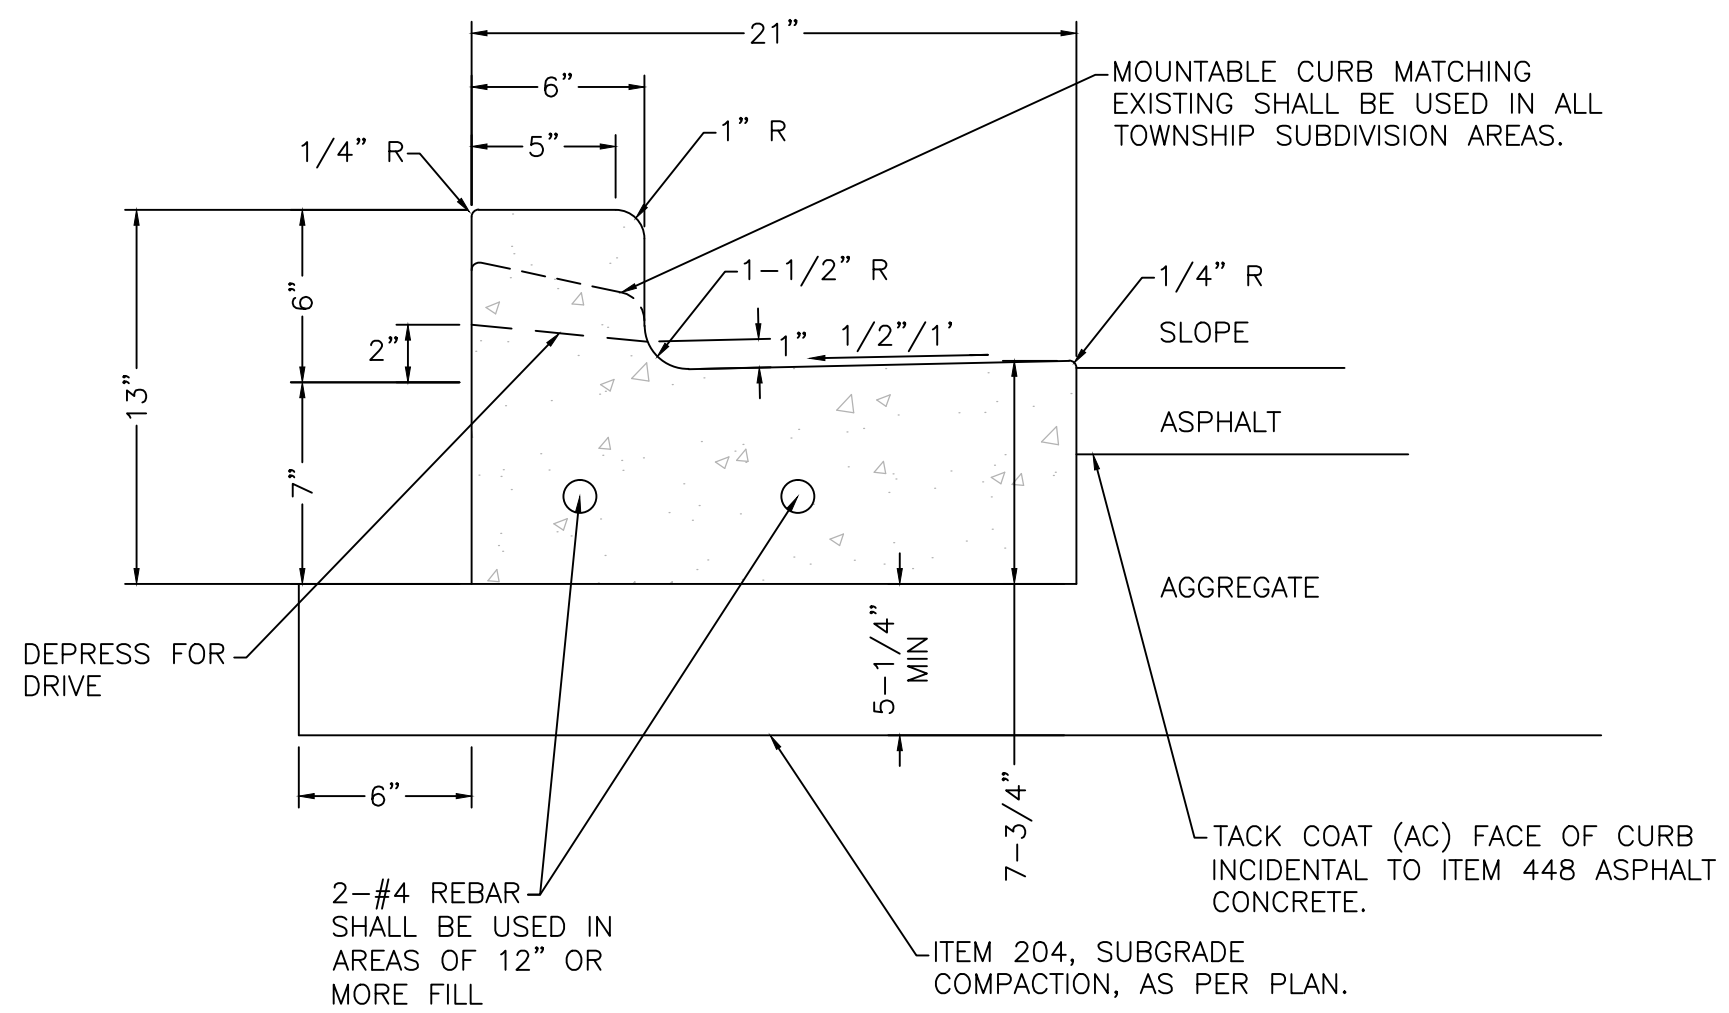 21”
6”
5”
1” R
1/4” R
MOUNTABLE CURB MATCHING
EXISTING SHALL BE USED IN ALL
TOWNSHIP SUBDIVISION AREAS.
1-1/2” R
1/4” R
6”
2”
1”
1/2”/1'
SLOPE
13”
ASPHALT
7”
AGGREGATE
5-1/4”
MIN
DEPRESS FOR
DRIVE
6”
7-3/4”
2-#4 REBAR
SHALL BE USED IN
AREAS OF 12” OR
MORE FILL
TACK COAT (AC) FACE OF CURB
INCIDENTAL TO ITEM 448 ASPHALT
CONCRETE.
ITEM 204, SUBGRADE
COMPACTION, AS PER PLAN.